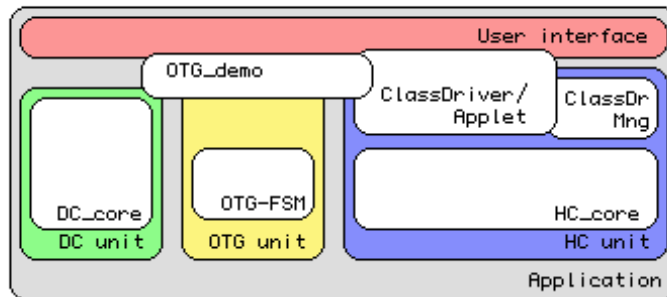 User interface
OTG_demo
ClassDriver/
Applet
ClassDr
Mng
DC_core
OTG-FSM
HC_core
DC unit
OTG unit
HC unit
Application